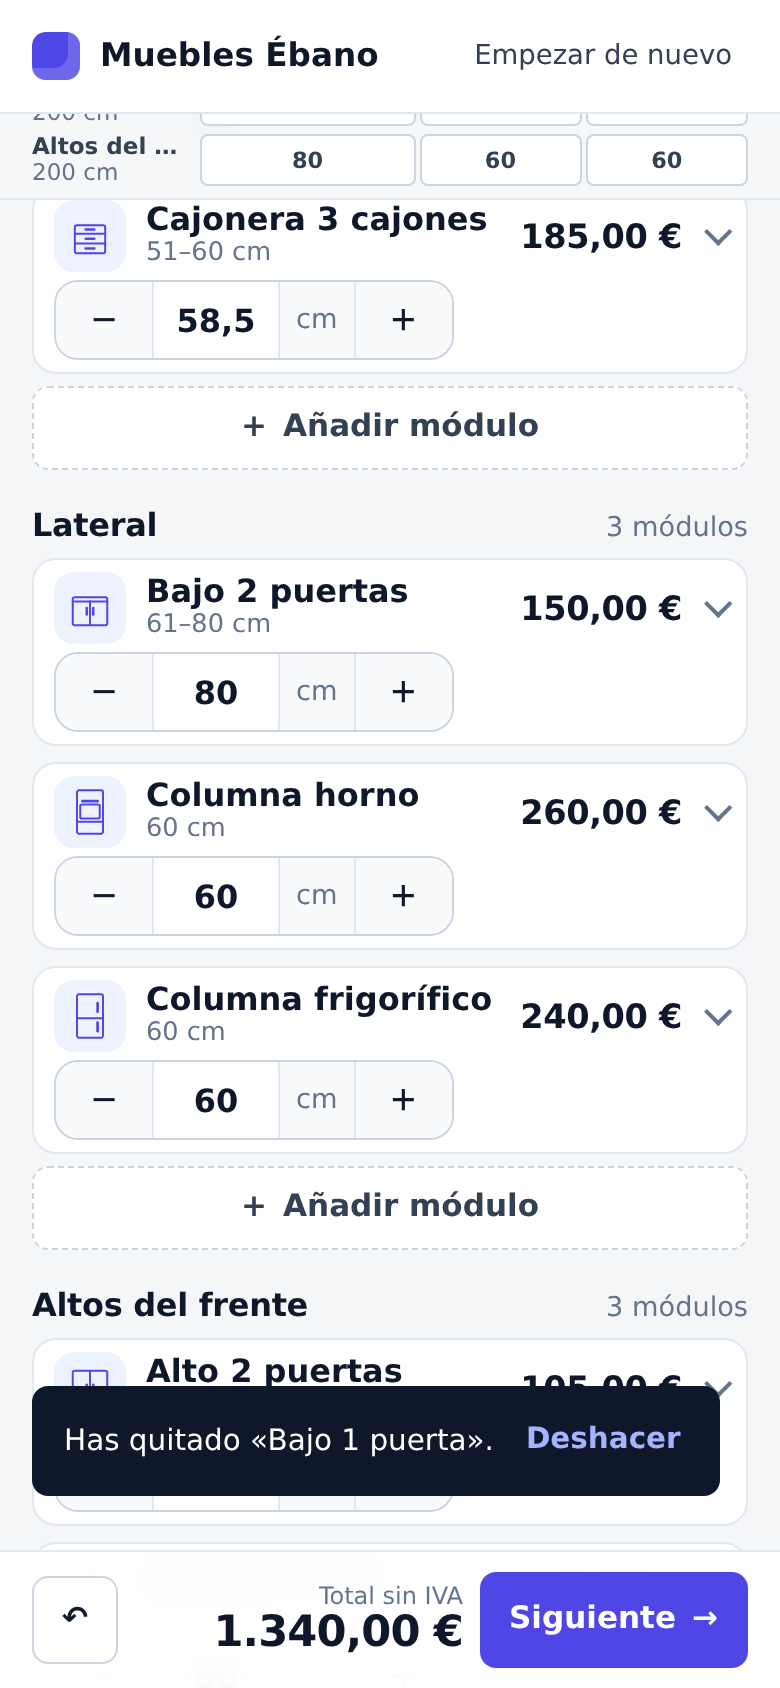 Muebles Ébano
Empezar de nuevo
200 cm
Altos del ...
200 cm
80
60
60
Cajonera 3 cajones
51–60 cm
185,00 €
− 58,5 cm +
+ Añadir módulo
Lateral
3 módulos
Bajo 2 puertas
61–80 cm
150,00 €
− 80 cm +
Columna horno
60 cm
260,00 €
− 60 cm +
Columna frigorífico
60 cm
240,00 €
− 60 cm +
+ Añadir módulo
Altos del frente
3 módulos
Alto 2 puertas
105,00 €
Has quitado «Bajo 1 puerta».
Deshacer
↶
Total sin IVA
1.340,00 €
Siguiente →